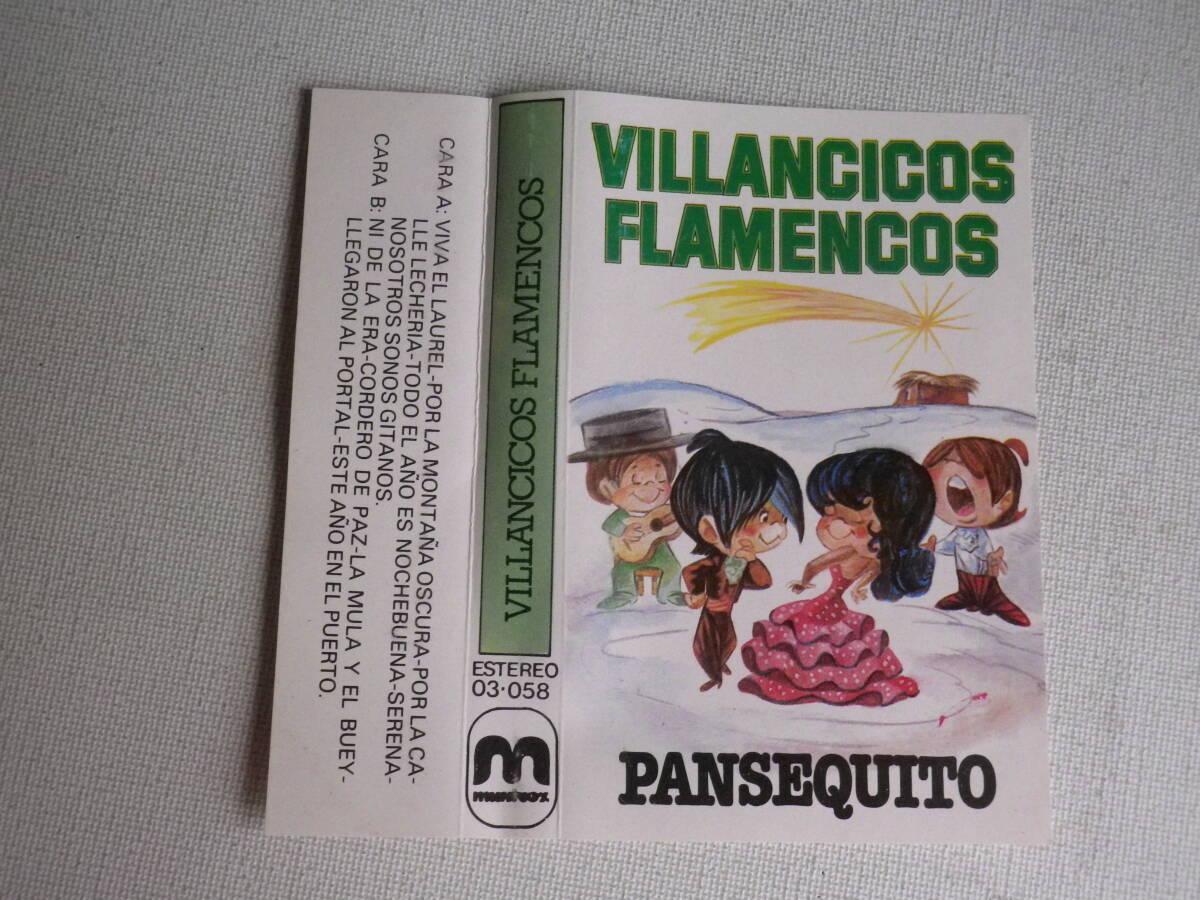 CARA A: VIVA EL LAUREL-POR LA MONTAÑA OSCURA-POR LA CA-
LLE LECHERIA-TODO EL AÑO ES NOCHEBUENA-SERENA-
NOSOTROS SONOS GITANOS.
CARA B: NI DE LA ERA-CORDERO DE PAZ-LA MULA Y EL BUEY-
LLEGARON AL PORTAL-ESTE AÑO EN EL PUERTO.
VILLANCICOS FLAMENCOS
ESTEREO
03·058
m
VILLANCICOS
FLAMENCOS
PANSEQUITO